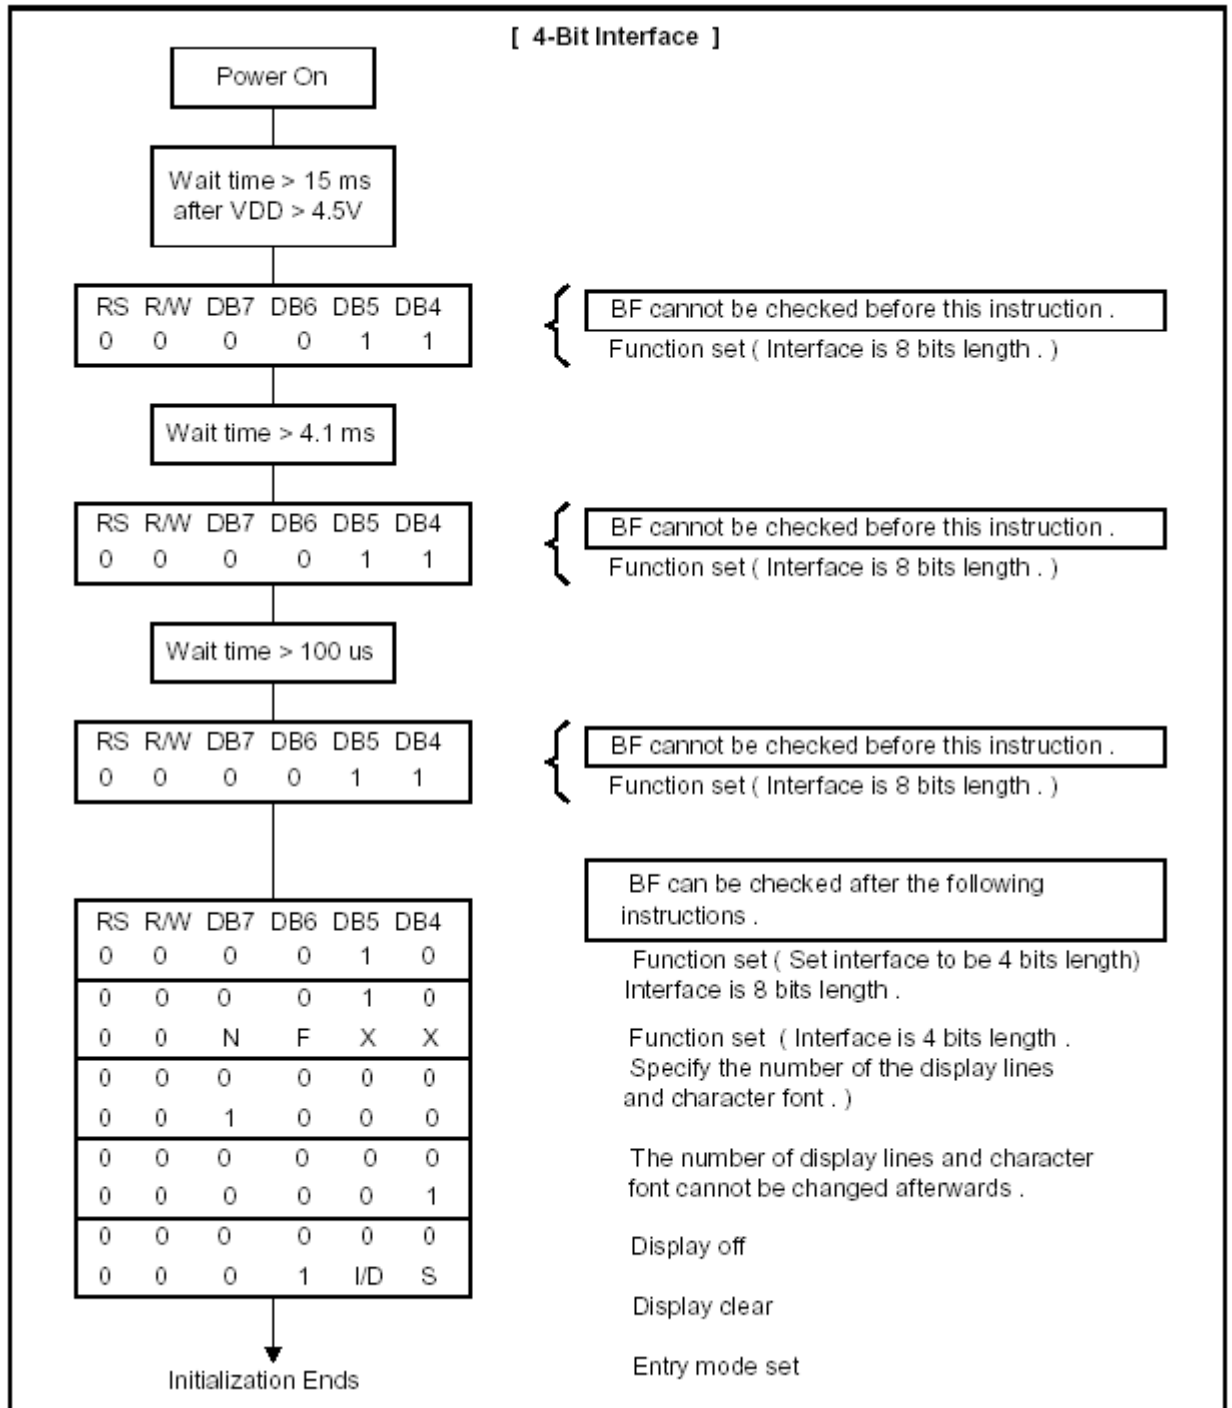 [ 4-Bit Interface ]
Power On
Wait time > 15 ms
after VDD > 4.5V
RS R/W DB7 DB6 DB5 DB4
0 0 0 0 1 1
BF cannot be checked before this instruction .
Function set ( Interface is 8 bits length . )
Wait time > 4.1 ms
RS R/W DB7 DB6 DB5 DB4
0 0 0 0 1 1
BF cannot be checked before this instruction .
Function set ( Interface is 8 bits length . )
Wait time > 100 us
RS R/W DB7 DB6 DB5 DB4
0 0 0 0 1 1
BF cannot be checked before this instruction .
Function set ( Interface is 8 bits length . )
RS R/W DB7 DB6 DB5 DB4
0 0 0 0 1 0
0 0 0 0 1 0
0 0 N F X X
0 0 0 0 0 0
0 0 1 0 0 0
0 0 0 0 0 0
0 0 0 0 0 1
0 0 0 0 0 0
0 0 0 1 I/D S
BF can be checked after the following
instructions .
Function set ( Set interface to be 4 bits length)
Interface is 8 bits length .
Function set ( Interface is 4 bits length .
Specify the number of the display lines
and character font . )
The number of display lines and character
font cannot be changed afterwards .
Display off
Display clear
Entry mode set
Initialization Ends